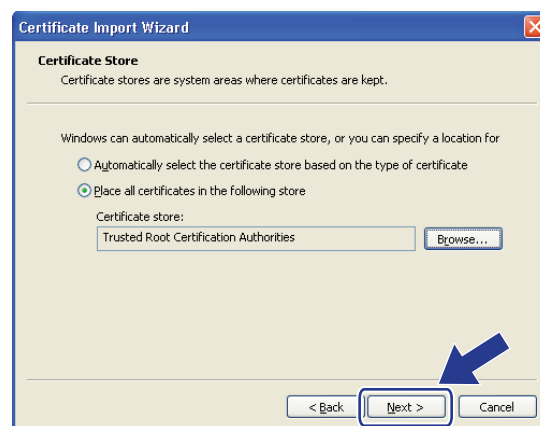 Certificate Import Wizard
Certificate Store
Certificate stores are system areas where certificates are kept.
Windows can automatically select a certificate store, or you can specify a location for
Automatically select the certificate store based on the type of certificate
Place all certificates in the following store
Certificate store:
Trusted Root Certification Authorities
Browse...
< Back
Next >
Cancel